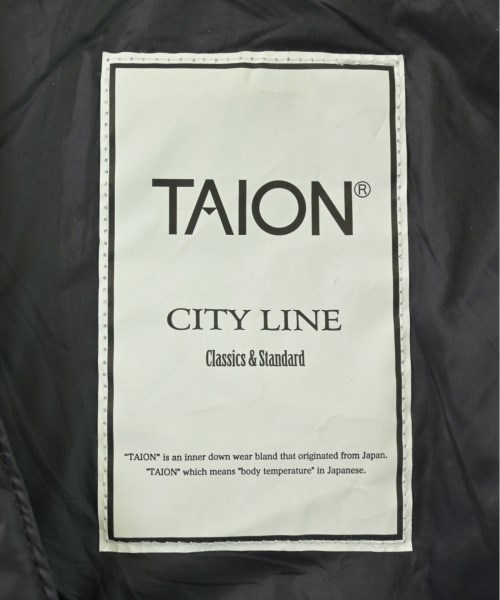 TAION®
CITY LINE
Classics & Standard
"TAION" is an inner down wear bland that originated from Japan.
"TAION" which means "body temperature" in Japanese.